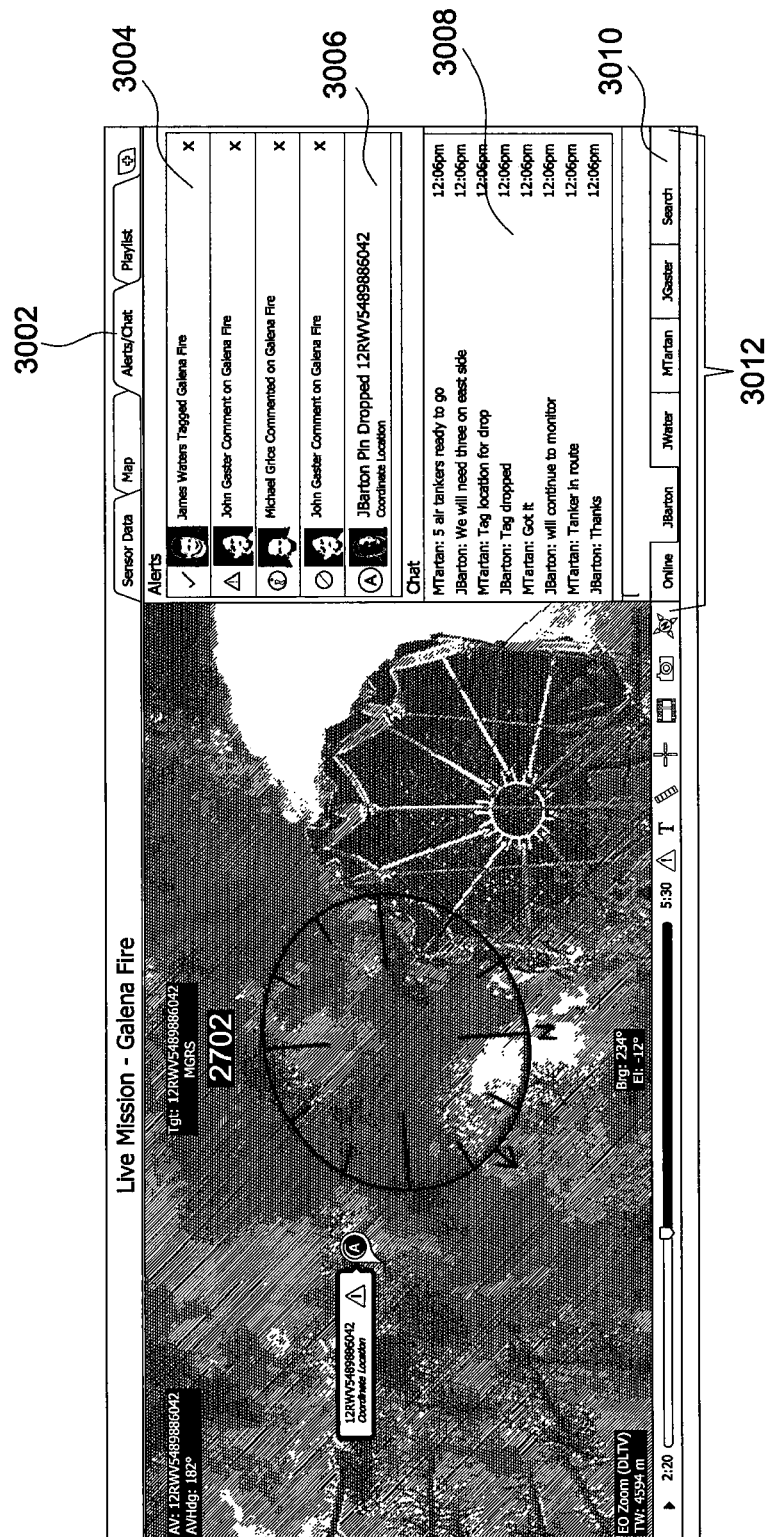 3002
3004
3006
3008
3010
3012
Live Mission - Galena Fire
Sensor Data
Map
Alerts/Chat
Playlist
AV: 12RWV5489886042
AVHdg: 182°
Tgt: 12RWV5489886042
MGRS
2702
12RWV5489886042
Coordinate Location
A
N
EO Zoom (DLTV)
TW: 4594 m
Brg: 234°
El: -12°
2:20
5:30
T
Alerts
James Waters Tagged Galena Fire X
John Gaster Comment on Galena Fire X
Michael Grice Commented on Galena Fire X
John Gaster Comment on Galena Fire X
A JBarton Pin Dropped 12RWV5489886042
Coordinate Location
Chat
MTartan: 5 air tankers ready to go 12:06pm
JBarton: We will need three on east side 12:06pm
MTartan: Tag location for drop 12:06pm
JBarton: Tag dropped 12:06pm
MTartan: Got it 12:06pm
JBarton: will continue to monitor 12:06pm
MTartan: Tanker in route 12:06pm
JBarton: Thanks 12:06pm
Online
JBarton
JWater
MTartan
JGaster
Search